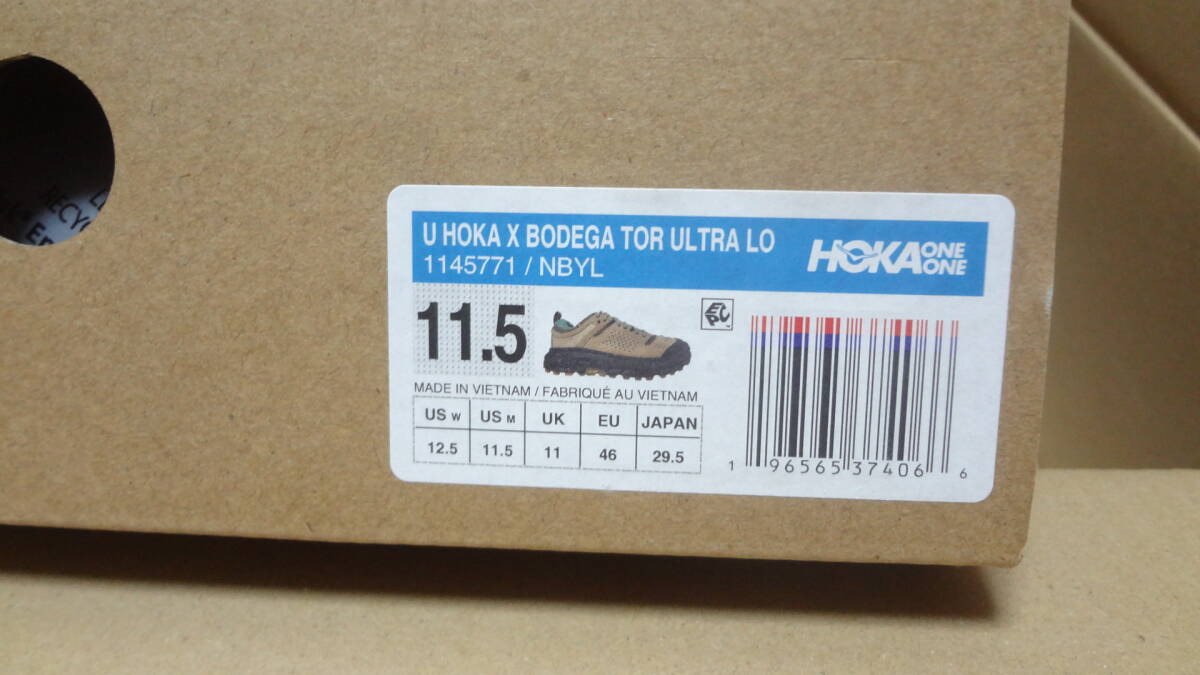 U HOKA X BODEGA TOR ULTRA LO
1145771 / NBYL
HOKA ONE ONE
11.5
EPC
MADE IN VIETNAM / FABRIQUÉ AU VIETNAM
US W US M UK EU JAPAN
12.5 11.5 11 46 29.5
1 96565 37406 6